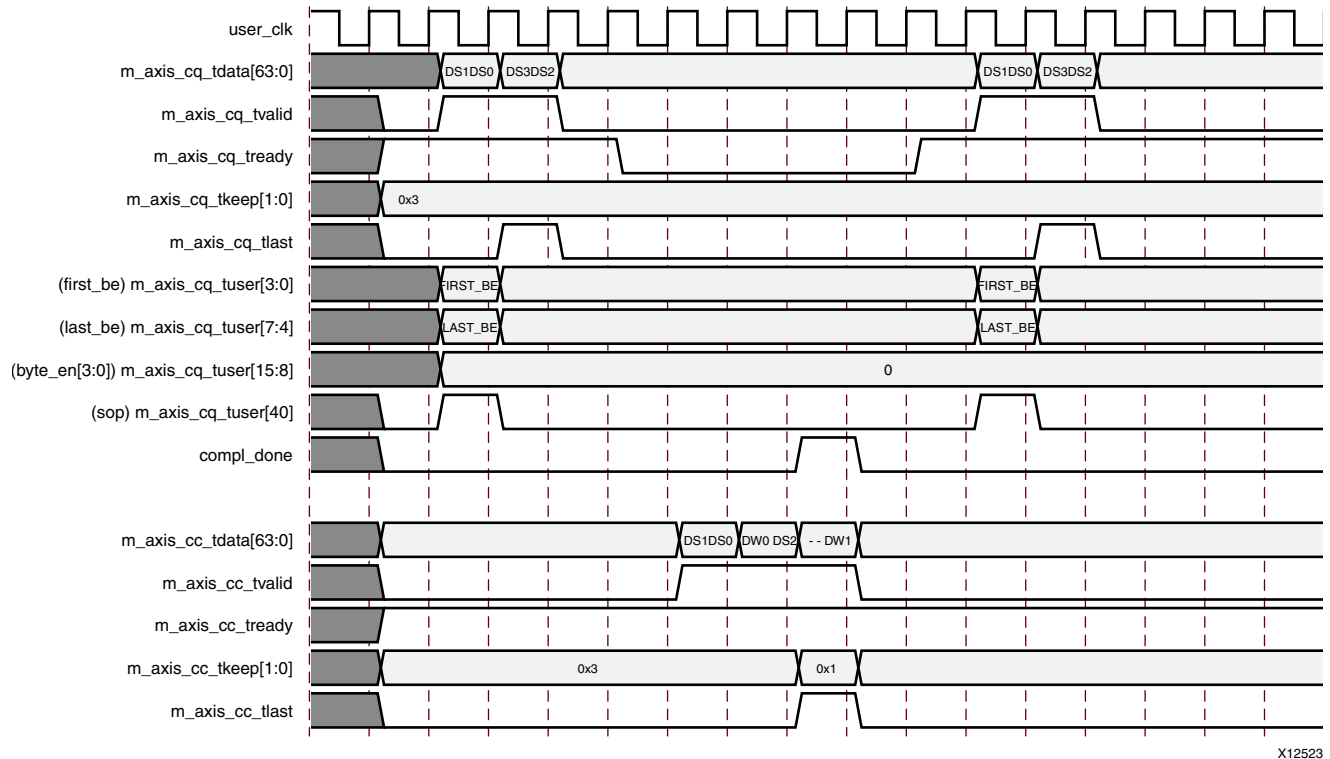 user_clk
m_axis_cq_tdata[63:0] DS1DS0 DS3DS2 DS1DS0 DS3DS2
m_axis_cq_tvalid
m_axis_cq_tready
m_axis_cq_tkeep[1:0] 0x3
m_axis_cq_tlast
(first_be) m_axis_cq_tuser[3:0] FIRST_BE FIRST_BE
(last_be) m_axis_cq_tuser[7:4] LAST_BE LAST_BE
(byte_en[3:0]) m_axis_cq_tuser[15:8] 0
(sop) m_axis_cq_tuser[40]
compl_done
m_axis_cc_tdata[63:0] DS1DS0 DW0 DS2 - - DW1
m_axis_cc_tvalid
m_axis_cc_tready
m_axis_cc_tkeep[1:0] 0x3 0x1
m_axis_cc_tlast
X12523